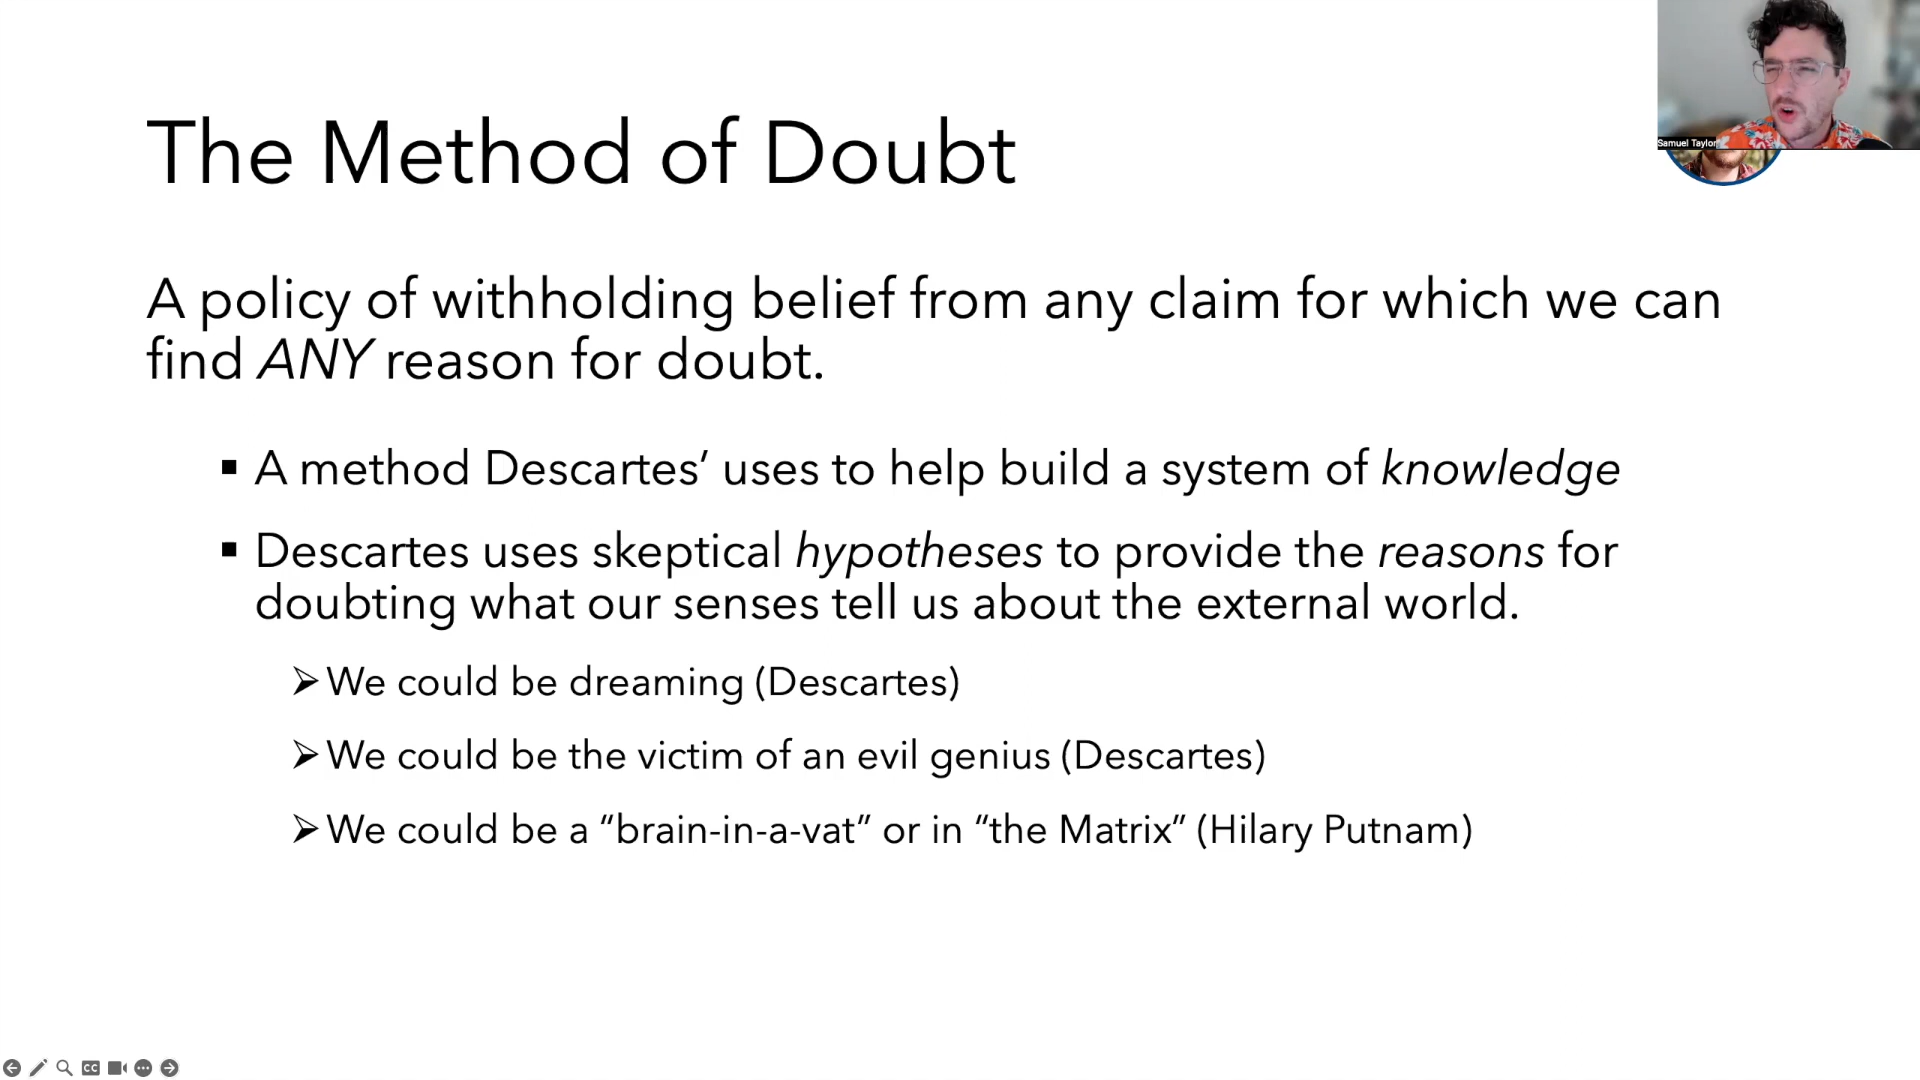 Samuel Taylor
The Method of Doubt
A policy of withholding belief from any claim for which we can
find ANY reason for doubt.
▪ A method Descartes’ uses to help build a system of knowledge
▪ Descartes uses skeptical hypotheses to provide the reasons for
doubting what our senses tell us about the external world.
➢ We could be dreaming (Descartes)
➢ We could be the victim of an evil genius (Descartes)
➢ We could be a “brain-in-a-vat” or in “the Matrix” (Hilary Putnam)
CC